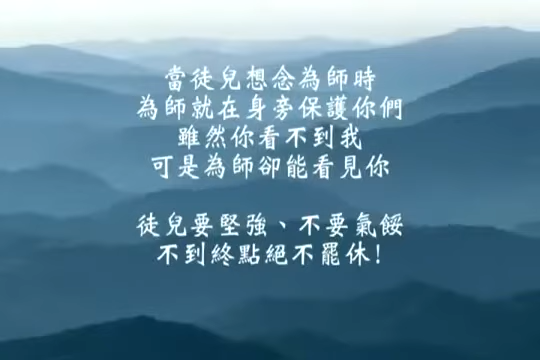 當徒兒想念為師時
為師就在身旁保護你們
雖然你看不到我
可是為師卻能看見你
徒兒要堅強、不要氣餒
不到終點絕不罷休!